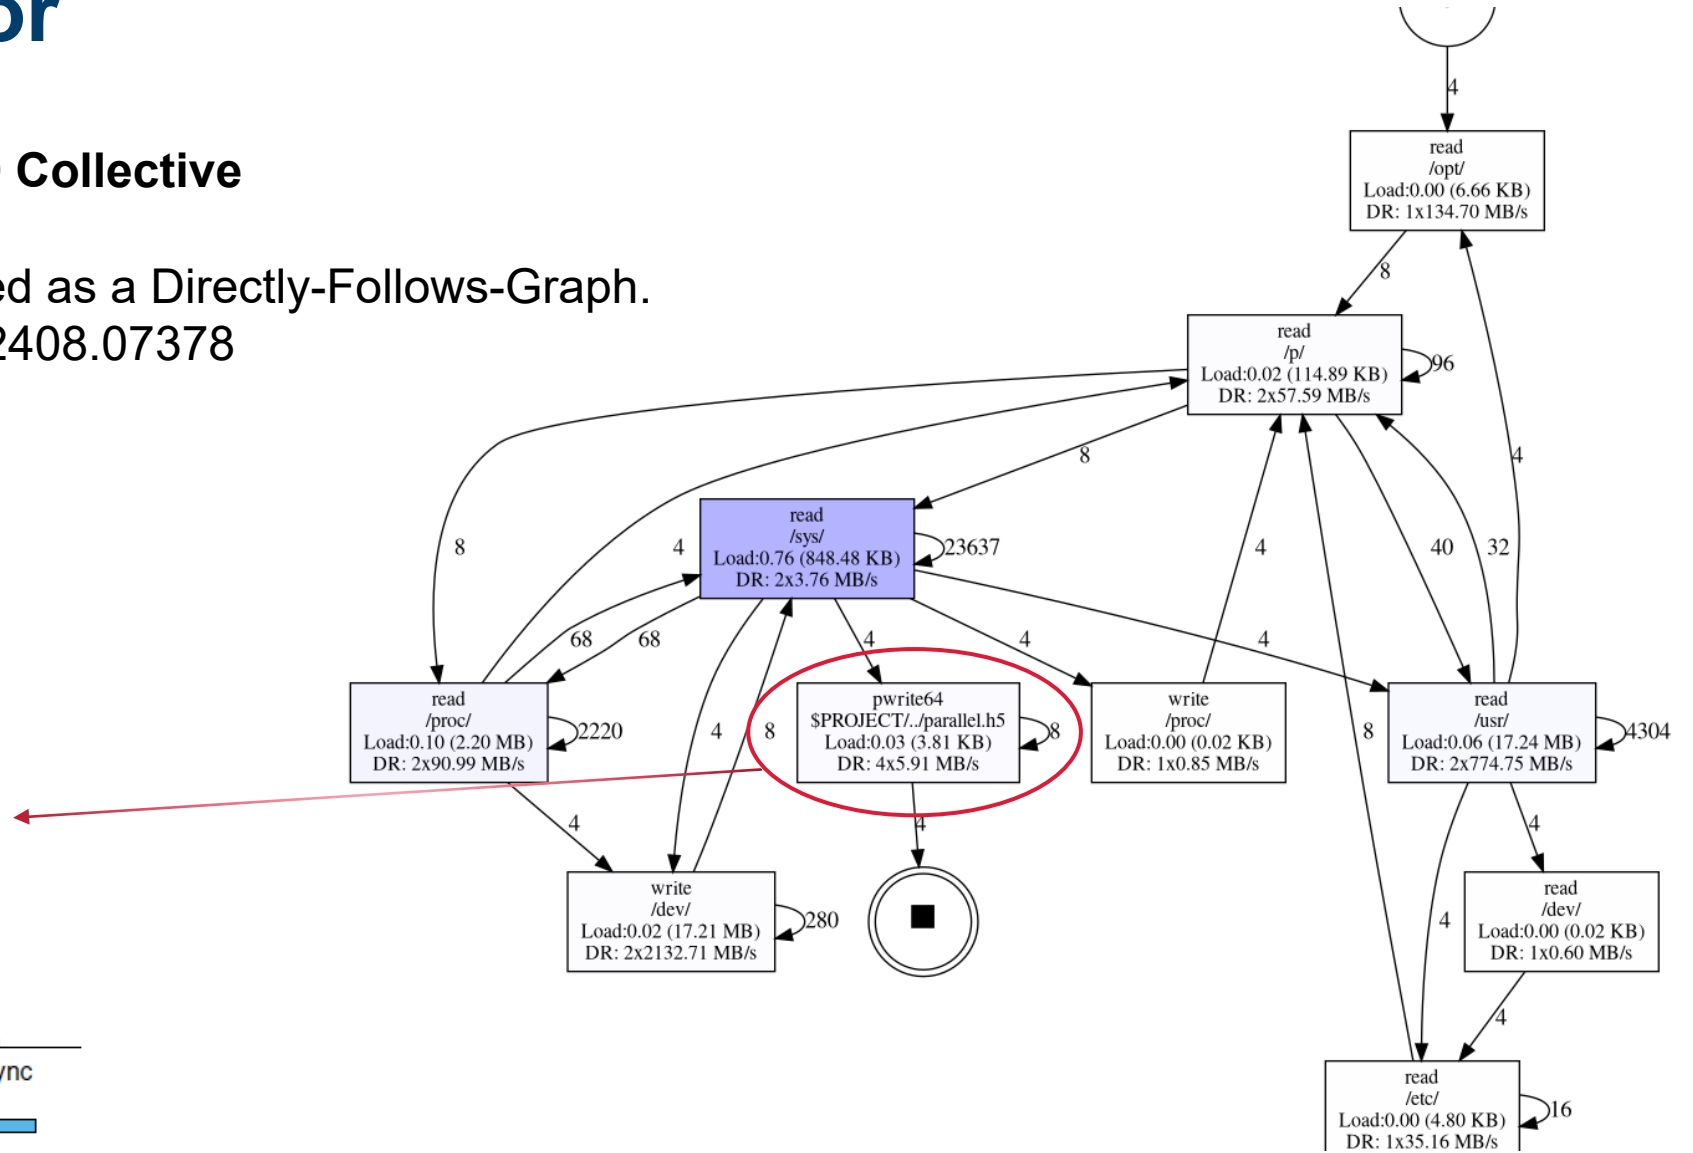 or
Collective
ed as a Directly-Follows-Graph.
2408.07378
4
read
/opt/
Load:0.00 (6.66 KB)
DR: 1x134.70 MB/s
8
read
/p/
Load:0.02 (114.89 KB)
DR: 2x57.59 MB/s
96
8
4
read
/sys/
Load:0.76 (848.48 KB)
DR: 2x3.76 MB/s
23637
8
4
4
40
32
68
68
4
4
4
read
/proc/
Load:0.10 (2.20 MB)
DR: 2x90.99 MB/s
2220
4
8
pwrite64
$PROJECT/../parallel.h5
Load:0.03 (3.81 KB)
DR: 4x5.91 MB/s
8
write
/proc/
Load:0.00 (0.02 KB)
DR: 1x0.85 MB/s
8
read
/usr/
Load:0.06 (17.24 MB)
DR: 2x774.75 MB/s
4304
4
4
4
write
/dev/
Load:0.02 (17.21 MB)
DR: 2x2132.71 MB/s
280
4
read
/dev/
Load:0.00 (0.02 KB)
DR: 1x0.60 MB/s
4
ync
read
/etc/
Load:0.00 (4.80 KB)
DR: 1x35.16 MB/s
16